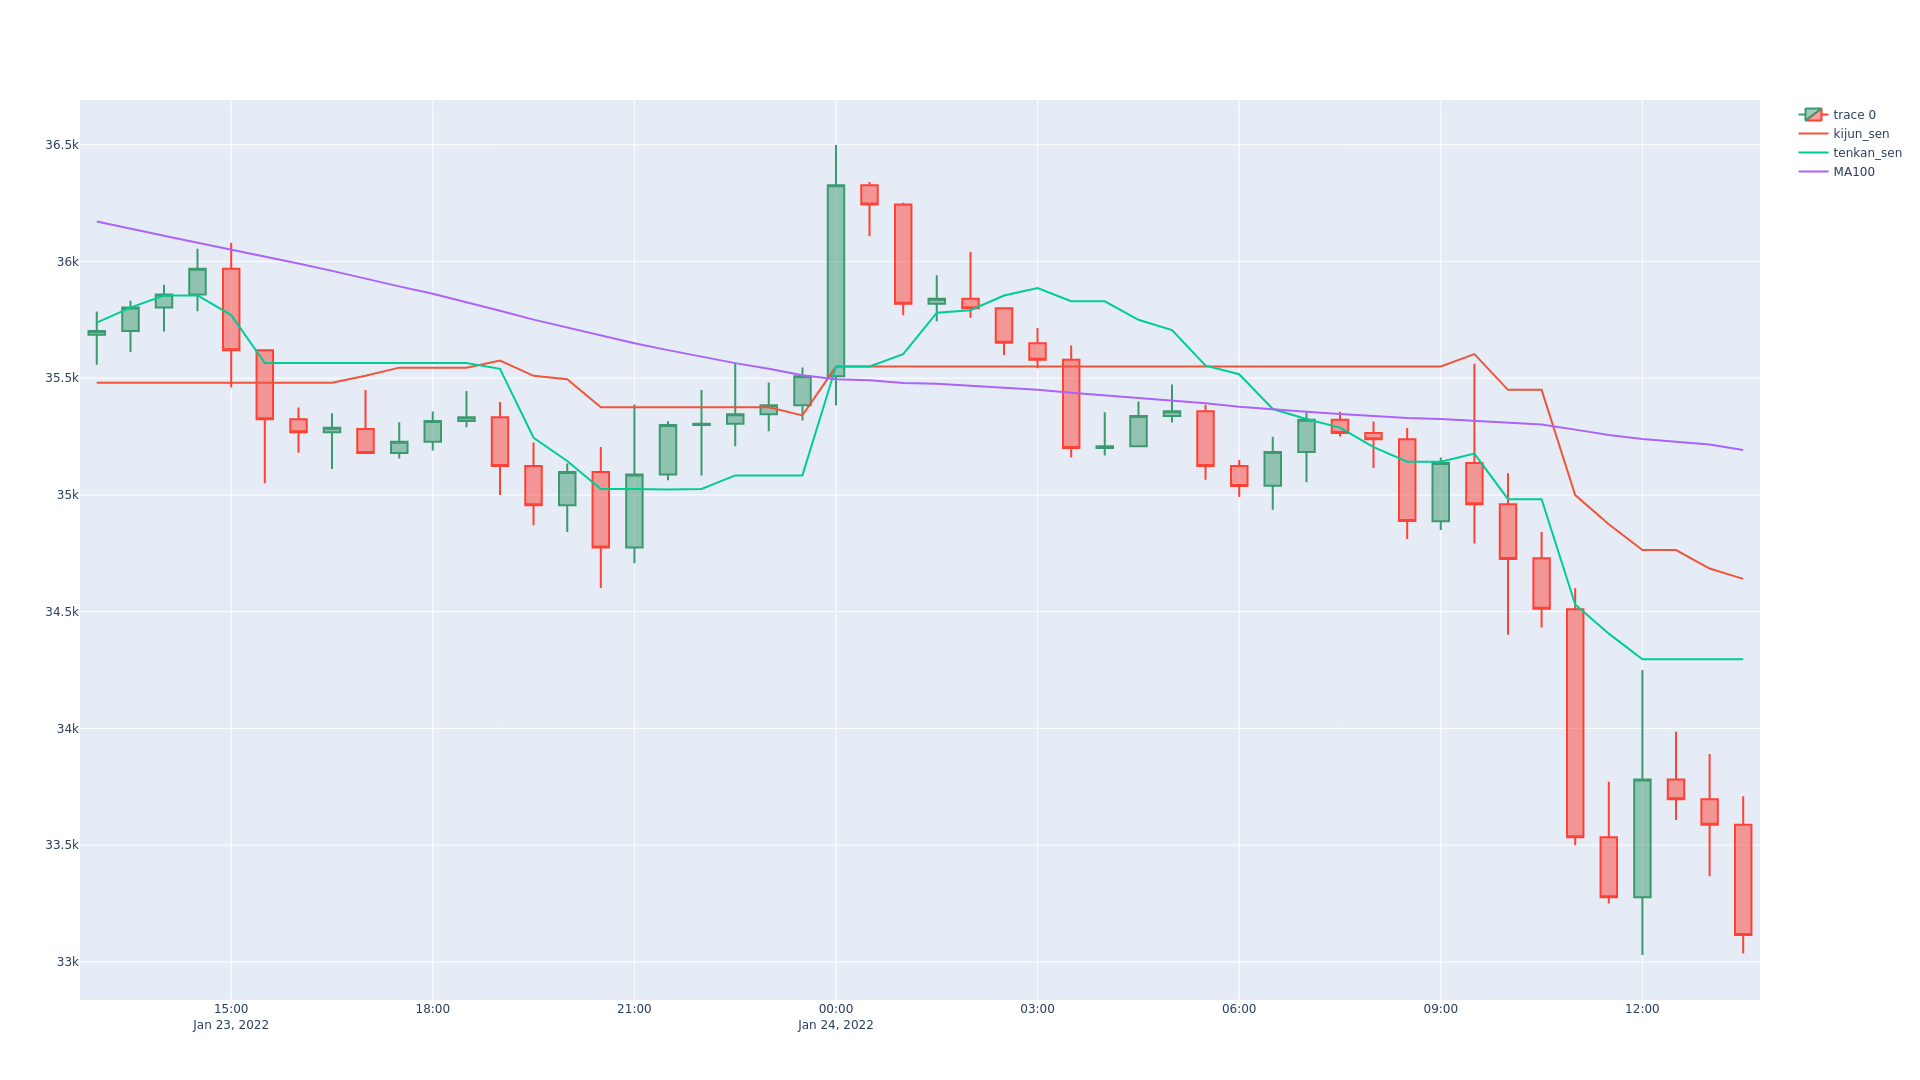 trace 0
kijun_sen
tenkan_sen
MA100
36.5k
36k
35.5k
35k
34.5k
34k
33.5k
33k
15:00 18:00 21:00 00:00 03:00 06:00 09:00 12:00
Jan 23, 2022 Jan 24, 2022